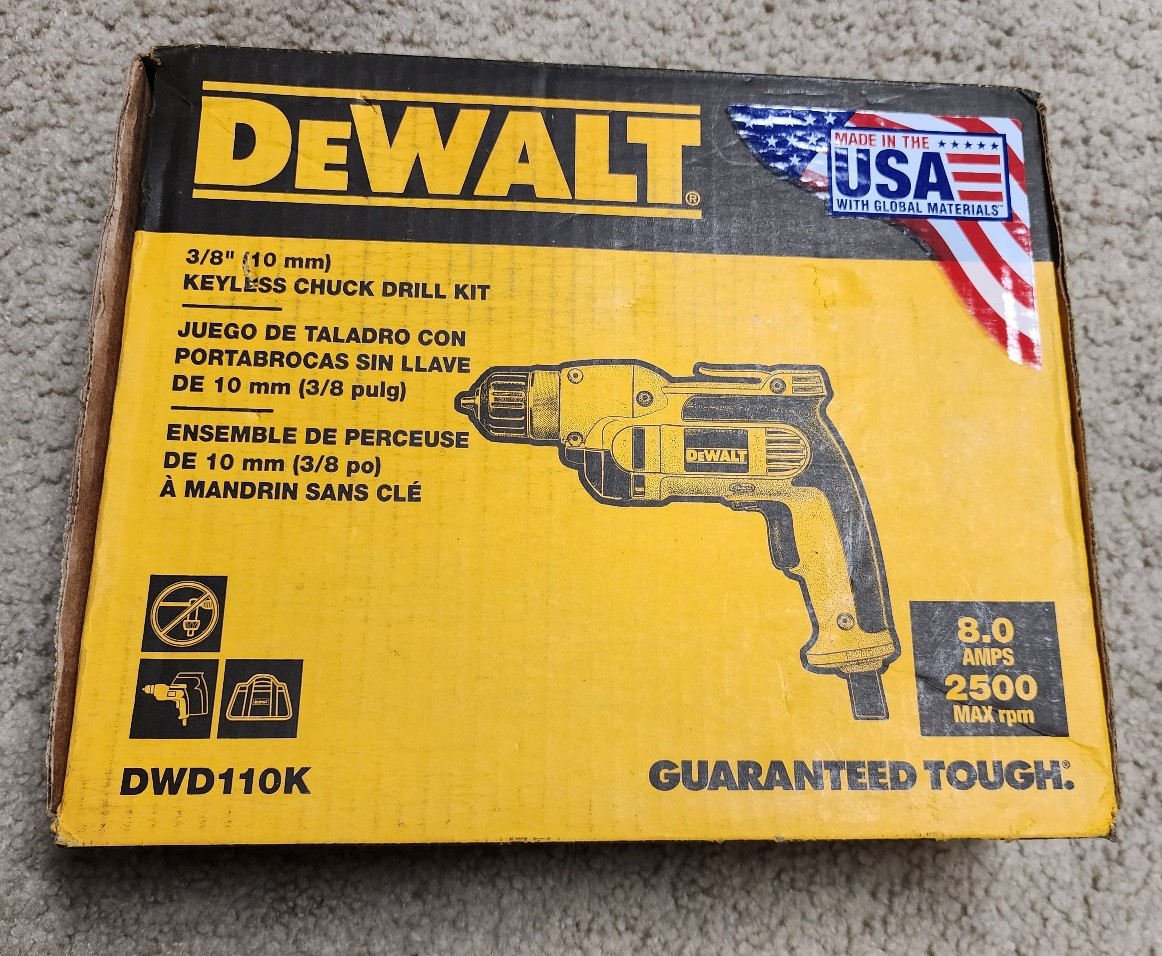 DEWALT®
MADE IN THE
USA
WITH GLOBAL MATERIALS™
3/8" (10 mm)
KEYLESS CHUCK DRILL KIT
JUEGO DE TALADRO CON
PORTABROCAS SIN LLAVE
DE 10 mm (3/8 pulg)
ENSEMBLE DE PERCEUSE
DE 10 mm (3/8 po)
À MANDRIN SANS CLÉ
DEWALT
8.0
AMPS
2500
MAX rpm
DEWALT
DWD110K
GUARANTEED TOUGH®.